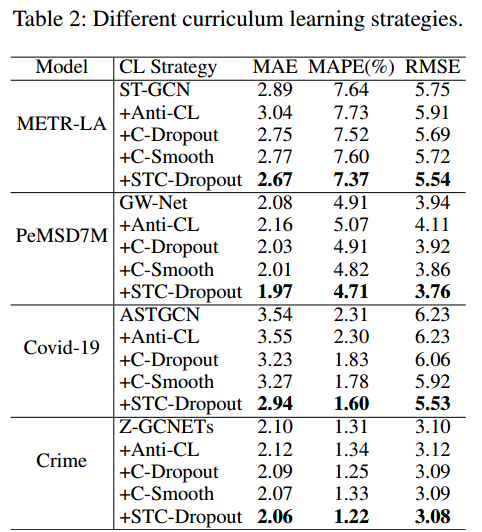 Table 2: Different curriculum learning strategies.
Model CL Strategy MAE MAPE(%) RMSE
METR-LA ST-GCN 2.89 7.64 5.75
+Anti-CL 3.04 7.73 5.91
+C-Dropout 2.75 7.52 5.69
+C-Smooth 2.77 7.60 5.72
+STC-Dropout 2.67 7.37 5.54
PeMSD7M GW-Net 2.08 4.91 3.94
+Anti-CL 2.16 5.07 4.11
+C-Dropout 2.03 4.91 3.92
+C-Smooth 2.01 4.82 3.86
+STC-Dropout 1.97 4.71 3.76
Covid-19 ASTGCN 3.54 2.31 6.23
+Anti-CL 3.55 2.30 6.23
+C-Dropout 3.23 1.83 6.06
+C-Smooth 3.27 1.78 5.92
+STC-Dropout 2.94 1.60 5.53
Crime Z-GCNETs 2.10 1.31 3.10
+Anti-CL 2.12 1.34 3.12
+C-Dropout 2.09 1.25 3.09
+C-Smooth 2.07 1.33 3.09
+STC-Dropout 2.06 1.22 3.08